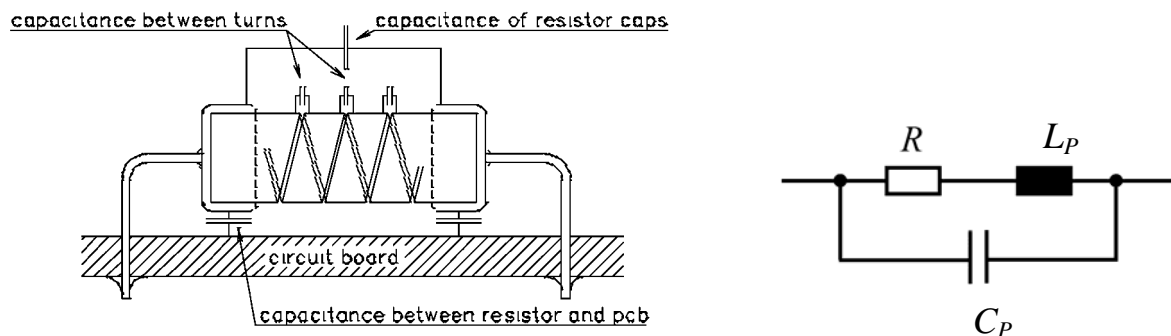 capacitance between turns
capacitance of resistor caps
circuit board
capacitance between resistor and pcb
R
L_P
C_P